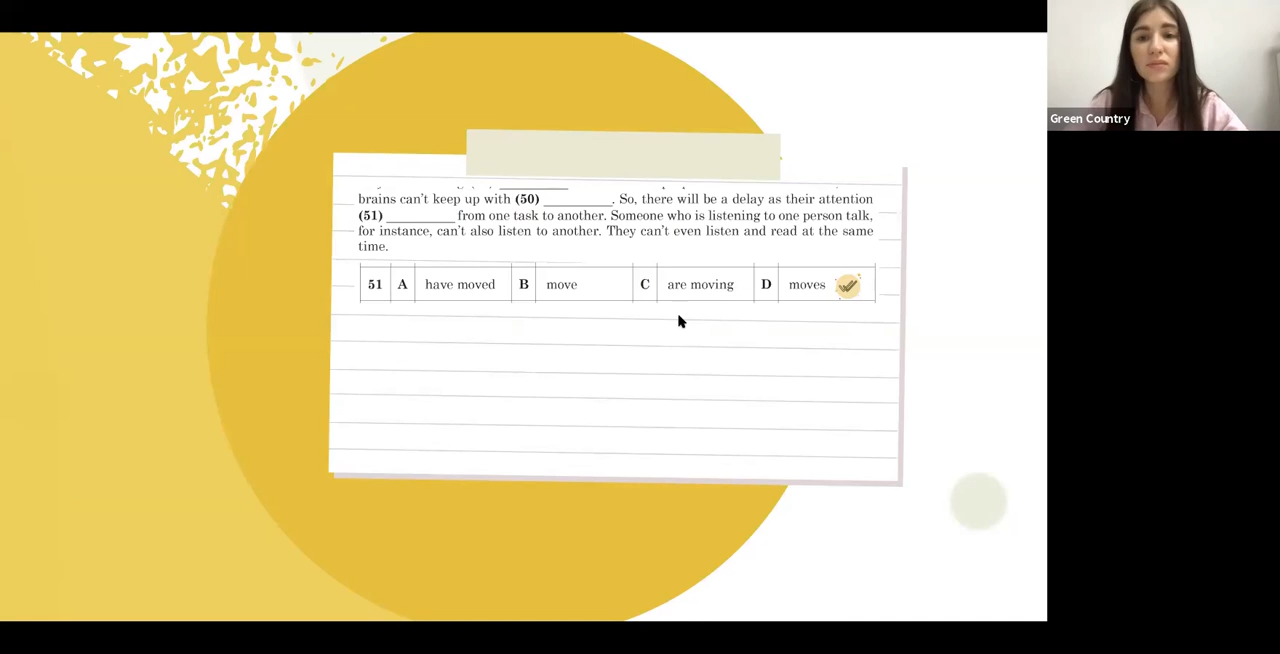 brains can't keep up with (50) __________. So, there will be a delay as their attention
(51) __________ from one task to another. Someone who is listening to one person talk,
for instance, can't also listen to another. They can't even listen and read at the same
time.
51 A have moved B move C are moving D moves
Green Country